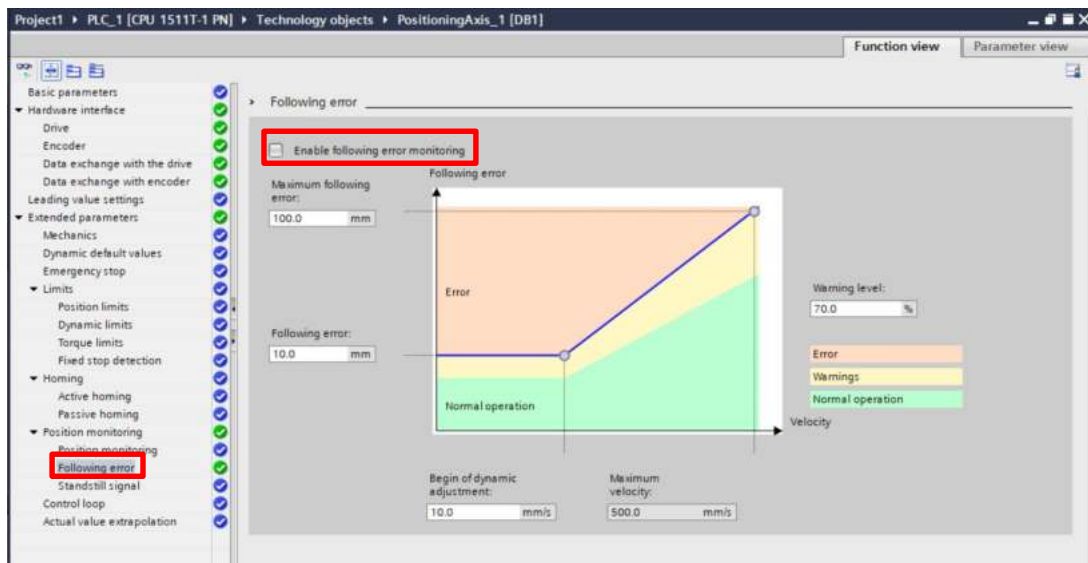 Project1 ▸ PLC_1 [CPU 1511T-1 PN] ▸ Technology objects ▸ PositioningAxis_1 [DB1]
Function view
Parameter view
Basic parameters
Hardware interface
Drive
Encoder
Data exchange with the drive
Data exchange with encoder
Leading value settings
Extended parameters
Mechanics
Dynamic default values
Emergency stop
Limits
Position limits
Dynamic limits
Torque limits
Fixed stop detection
Homing
Active homing
Passive homing
Position monitoring
Position monitoring
Following error
Standstill signal
Control loop
Actual value extrapolation
Following error
Enable following error monitoring
Following error
Maximum following
error:
100.0 mm
Error
Warning level:
70.0 %
Following error:
10.0 mm
Error
Warnings
Normal operation
Normal operation
Velocity
Begin of dynamic
adjustment:
10.0 mm/s
Maximum
velocity:
500.0 mm/s